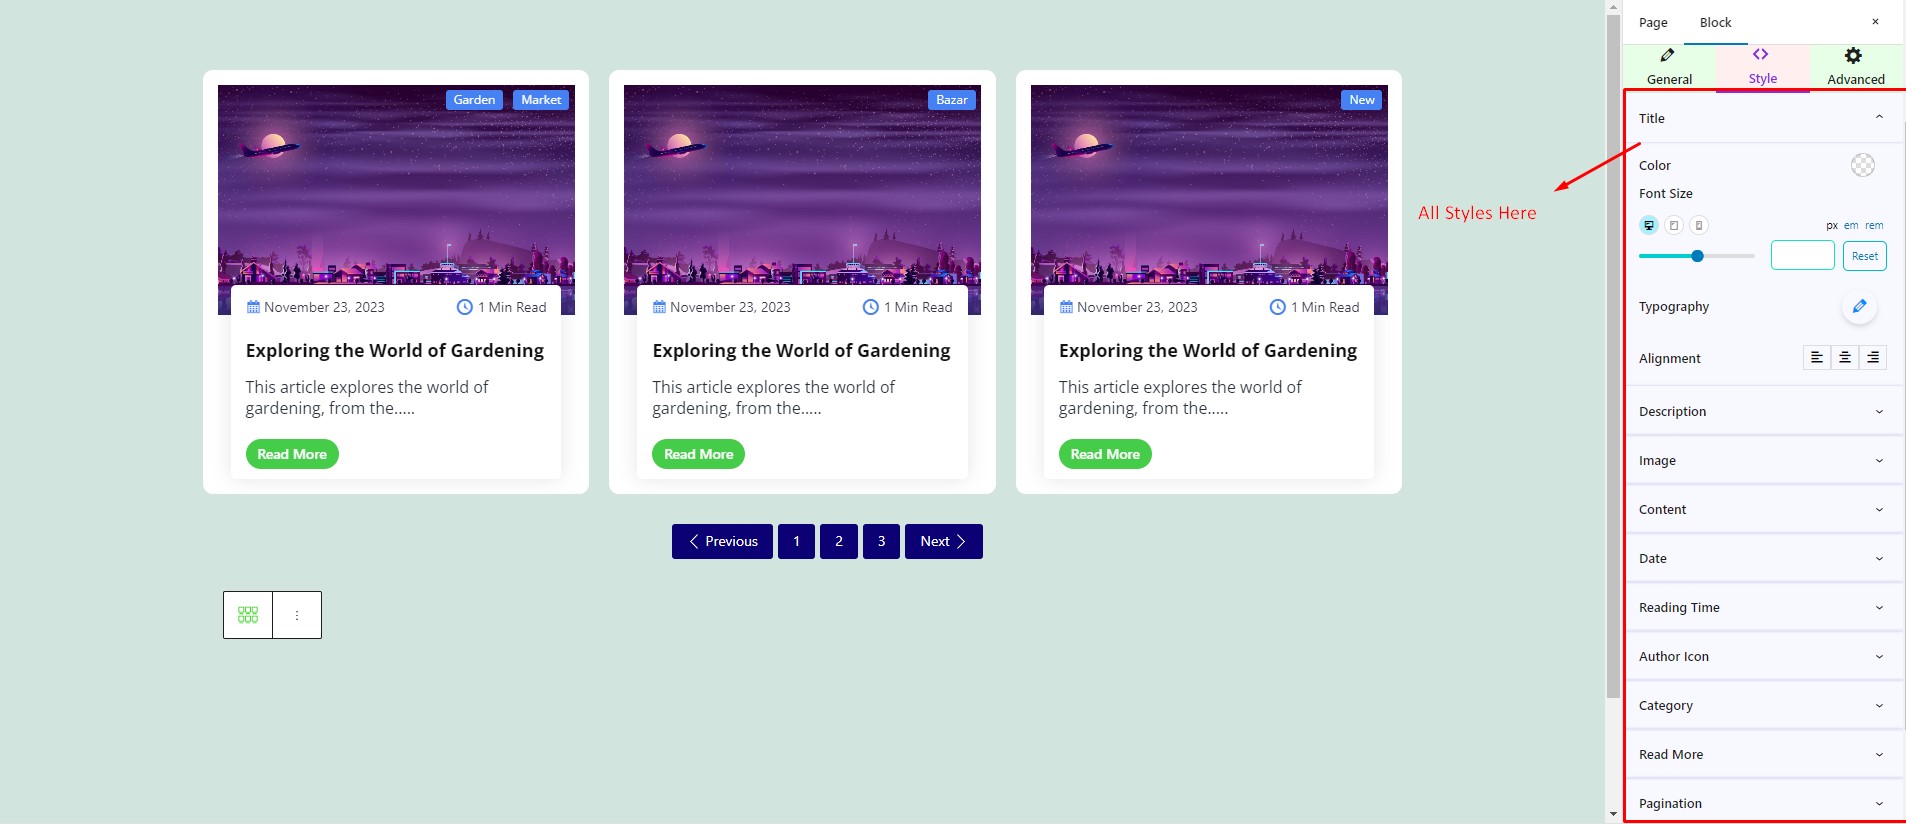 Garden Market
November 23, 2023 1 Min Read
Exploring the World of Gardening
This article explores the world of
gardening, from the.....
Read More
Bazar
November 23, 2023 1 Min Read
Exploring the World of Gardening
This article explores the world of
gardening, from the.....
Read More
New
November 23, 2023 1 Min Read
Exploring the World of Gardening
This article explores the world of
gardening, from the.....
Read More
Previous 1 2 3 Next
All Styles Here
Page Block
General Style Advanced
Title
Color
Font Size
px em rem
Reset
Typography
Alignment
Description
Image
Content
Date
Reading Time
Author Icon
Category
Read More
Pagination